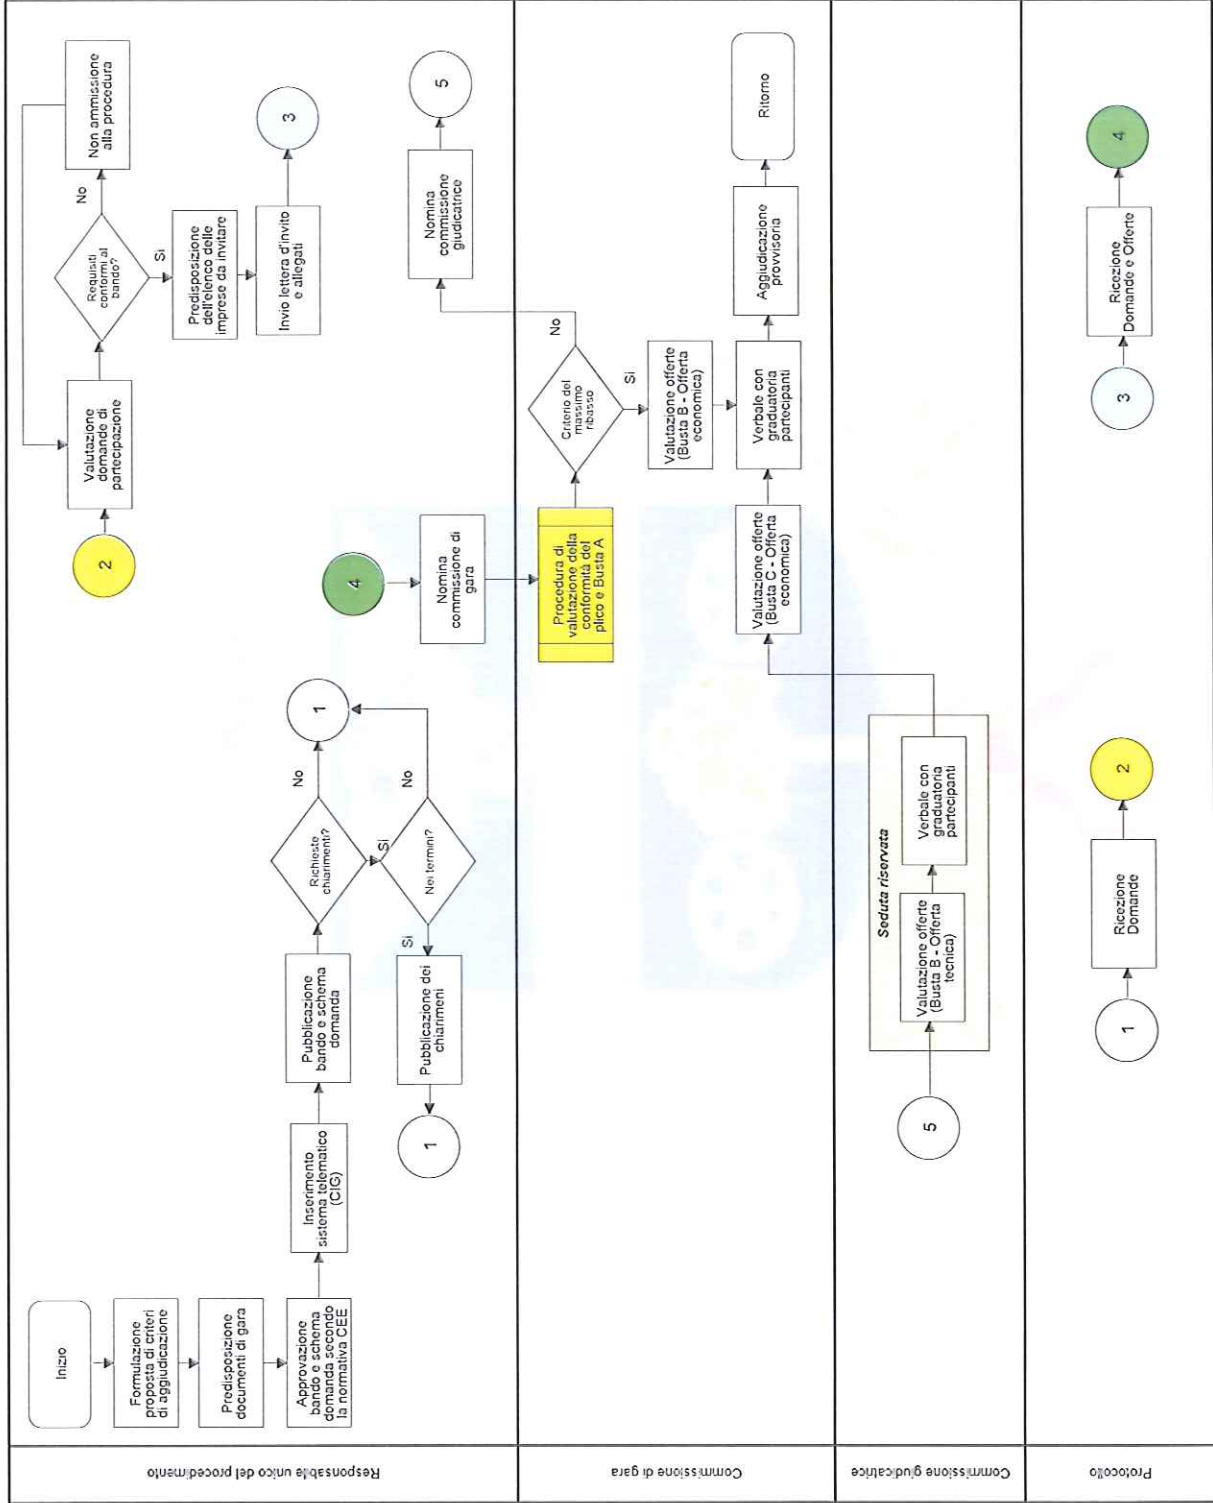 Responsabile unico del procedimento
Inizio
Formulazione
proposta di criteri
di aggiudicazione
Predisposizione
documenti di gara
Approvazione
bando e schema
domanda secondo
la normativa CEE
Inserimento
sistema telematico
(CIG)
Pubblicazione
bando e schema
domanda
Richieste
chiarimenti?
No
1
Si
Nei termini?
No
Si
Pubblicazione dei
chiarimeni
1
2
Valutazione
domande di
partecipazione
Requisiti
conformi al
bando?
No
Non ammissione
alla procedura
Si
Predisposizione
dell'elenco delle
imprese da invitare
Invio lettera d'invito
e allegati
3
4
Nomina
commissione di
gara
Nomina
commissione
giudicatrice
5
Commissione di gara
Procedura di
valutazione della
conformità del
plico e Busta A
Criterio del
massimo
ribasso
No
Si
Valutazione offerte
(Busta B - Offerta
economica)
Valutazione offerte
(Busta C - Offerta
economica)
Verbale con
graduatoria
partecipanti
Aggiudicazione
provvisoria
Ritorno
Commissione giudicatrice
5
Seduta riservata
Valutazione offerte
(Busta B - Offerta
tecnica)
Verbale con
graduatoria
partecipanti
Protocollo
1
Ricezione
Domande
2
3
Ricezione
Domande e Offerte
4